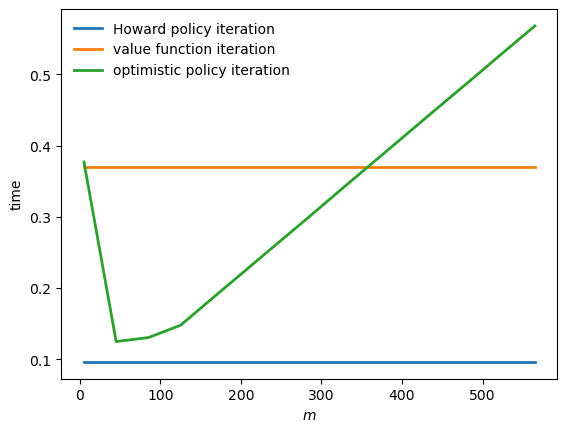 Howard policy iteration
value function iteration
optimistic policy iteration
0.5
0.4
0.3
0.2
0.1
time
0 100 200 300 400 500
m